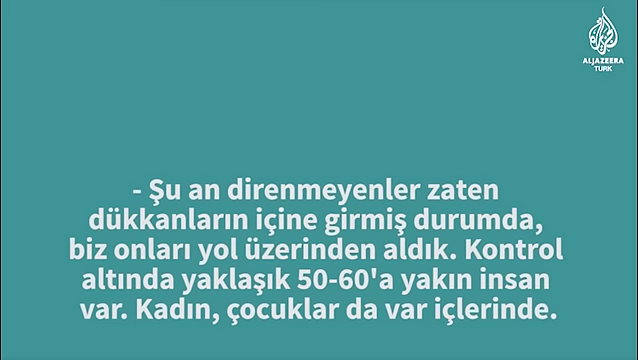 ALJAZEERA
TÜRK
- Şu an direnmeyenler zaten
dükkanların içine girmiş durumda,
biz onları yol üzerinden aldık. Kontrol
altında yaklaşık 50-60'a yakın insan
var. Kadın, çocuklar da var içlerinde.